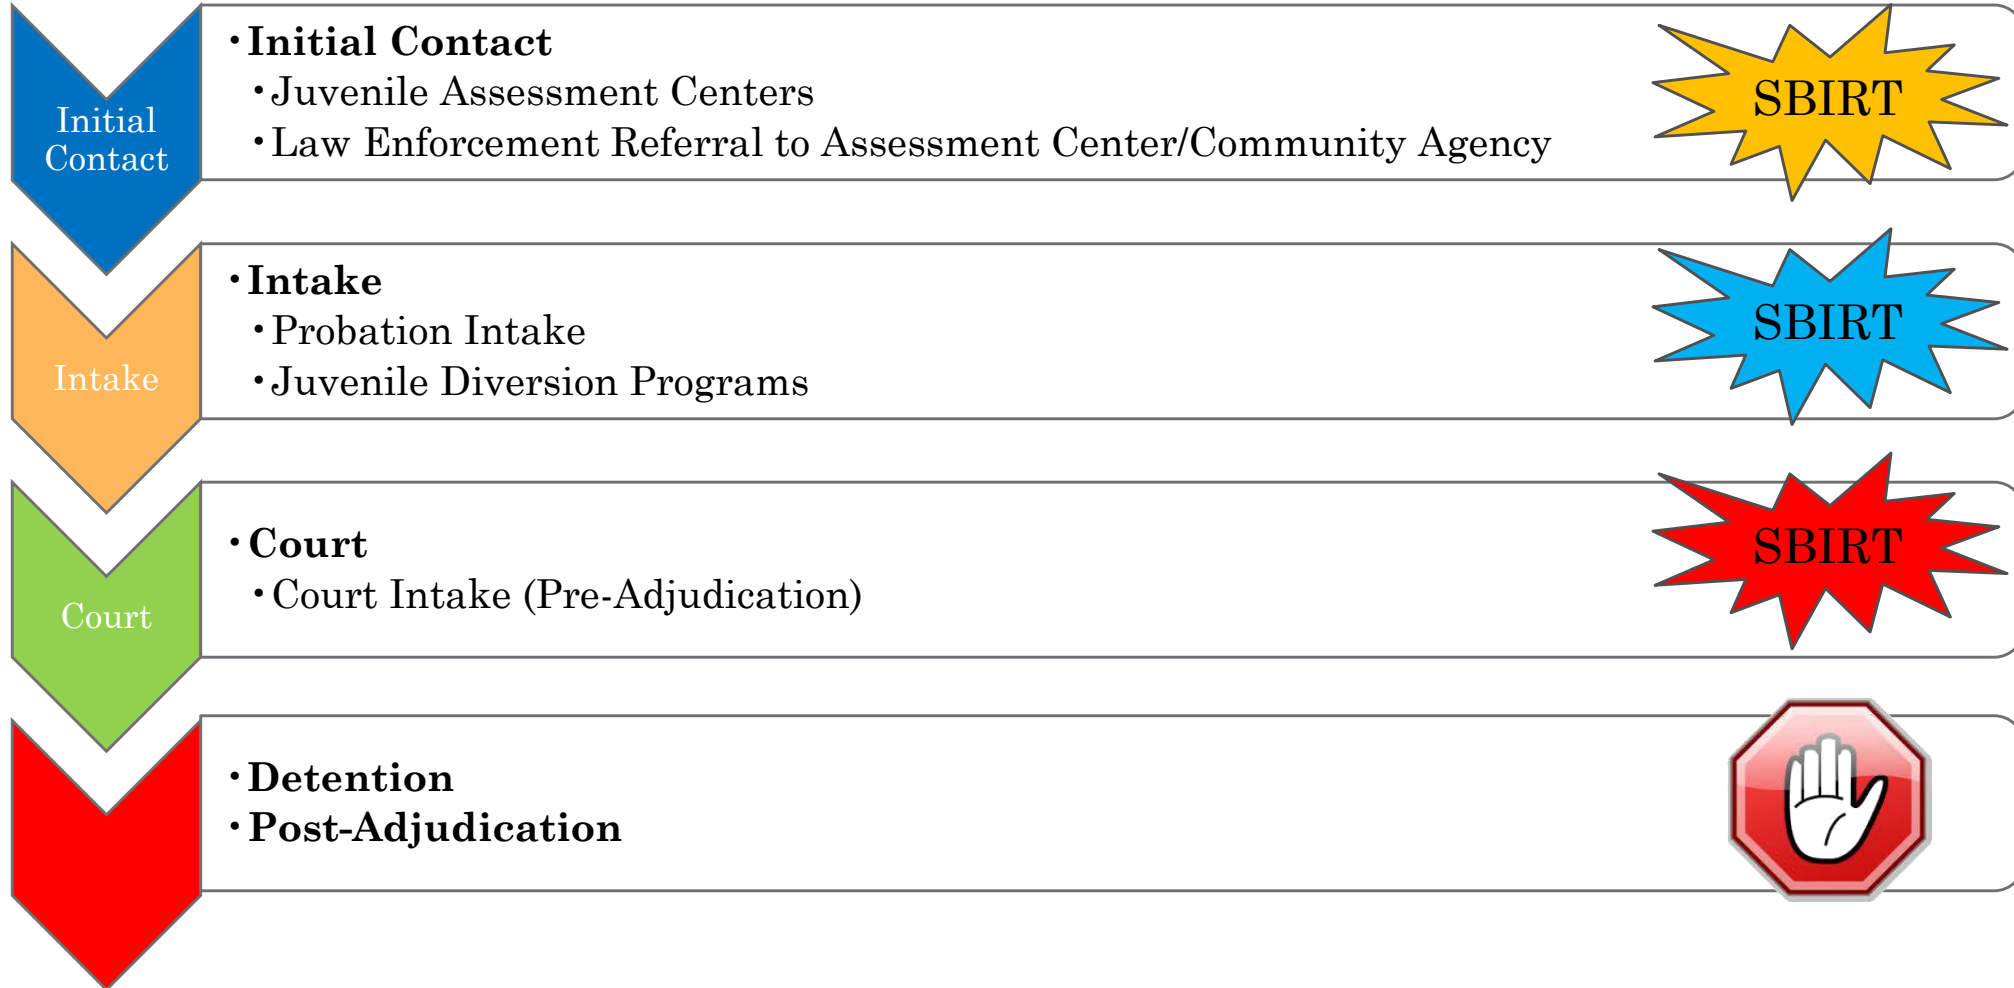 Initial
Contact
•Initial Contact
•Juvenile Assessment Centers
•Law Enforcement Referral to Assessment Center/Community Agency
SBIRT
Intake
•Intake
•Probation Intake
•Juvenile Diversion Programs
SBIRT
Court
•Court
•Court Intake (Pre-Adjudication)
SBIRT
•Detention
•Post-Adjudication